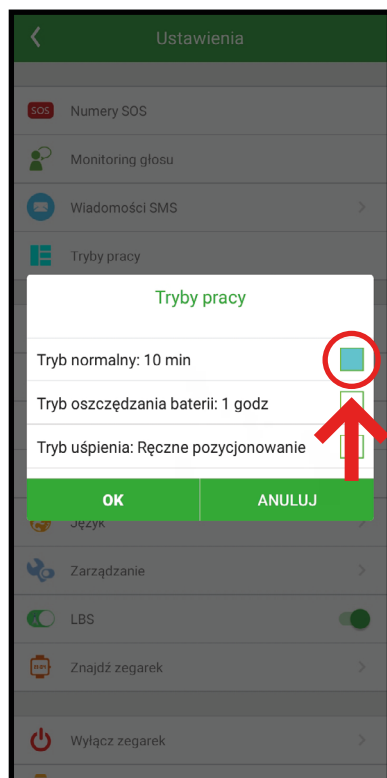 Ustawienia
SOS Numery SOS
Monitoring głosu
Wiadomości SMS
Tryby pracy
Tryby pracy
Tryb normalny: 10 min
Tryb oszczędzania baterii: 1 godz
Tryb uśpienia: Ręczne pozycjonowanie
OK ANULUJ
Język
Zarządzanie
LBS
Znajdź zegarek
Wyłącz zegarek